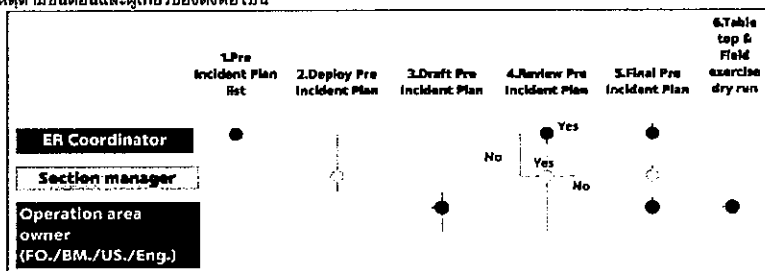 6.Table
top &
Field
exercise
dry run
1.Pre
Incident Plan
list
2.Deploy Pre
Incident Plan
3.Draft Pre
Incident Plan
4.Review Pre
Incident Plan
5.Final Pre
Incident Plan
ER Coordinator
Yes
No
Yes
Section manager
No
Operation area
owner
(FO./BM./US./Eng.)